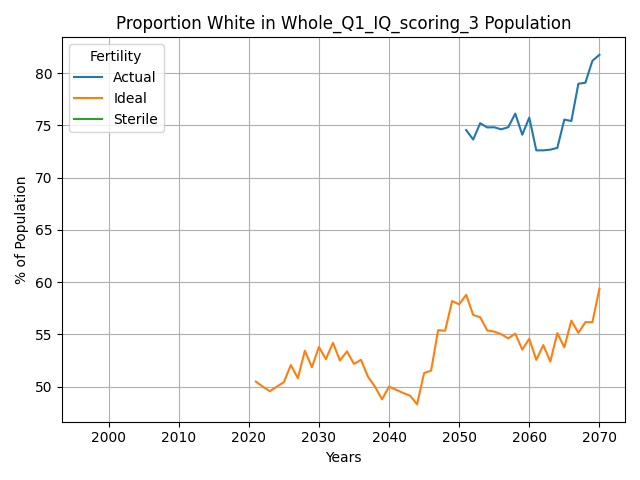 Proportion White in Whole_Q1_IQ_scoring_3 Population
Fertility
Actual
Ideal
Sterile
% of Population
80
75
70
65
60
55
50
2000 2010 2020 2030 2040 2050 2060 2070
Years